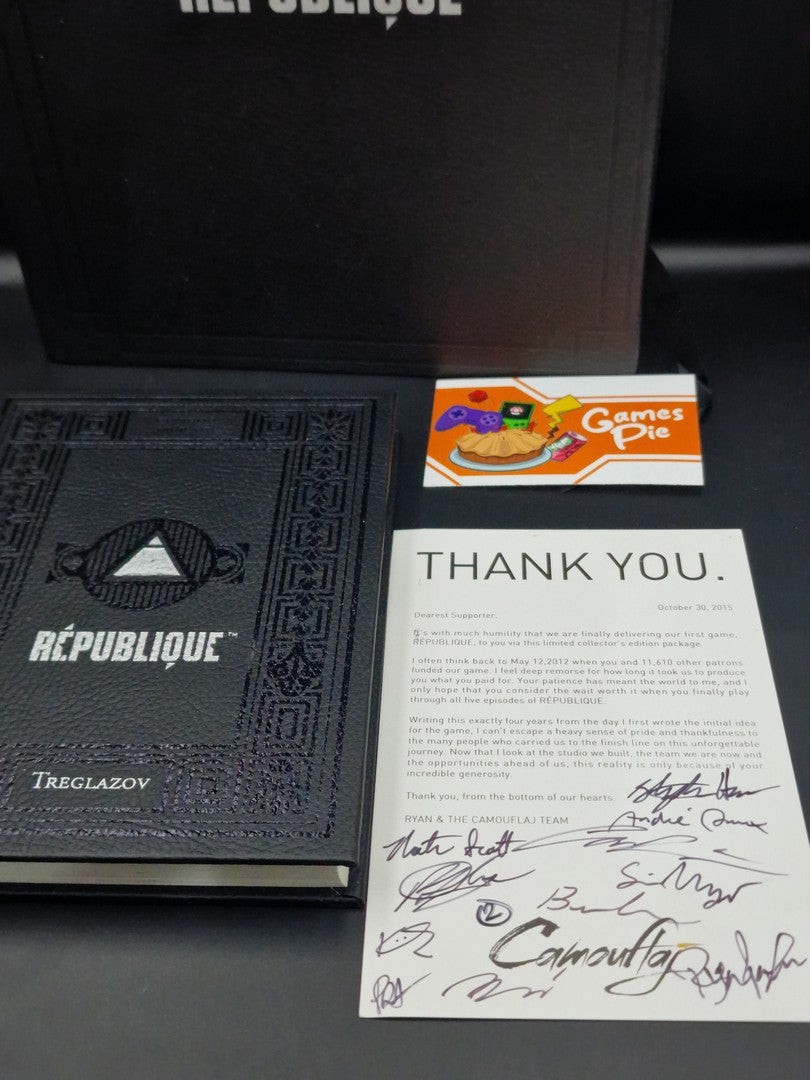 RÉPUBLIQUE
Games
Pie
RÉPUBLIQUE™
TREGLAZOV
THANK YOU.
October 30, 2015
Dearest Supporter,
It's with much humility that we are finally delivering our first game,
RÉPUBLIQUE, to you via this limited collector's edition package.
I often think back to May 12,2012 when you and 11,610 other patrons
funded our game. I feel deep remorse for how long it took us to produce
you what you paid for. Your patience has meant the world to me, and I
only hope that you consider the wait worth it when you finally play
through all five episodes of RÉPUBLIQUE.
Writing this exactly four years from the day I first wrote the initial idea
for the game, I can't escape a heavy sense of pride and thankfulness to
the many people who carried us to the finish line on this unforgettable
journey. Now that I look at the studio we built, the team we are now and
the opportunities ahead of us, this reality is only because of your
incredible generosity.
Thank you, from the bottom of our hearts.
RYAN & THE CAMOUFLAJ TEAM
André
Scott
2
Camouflaj